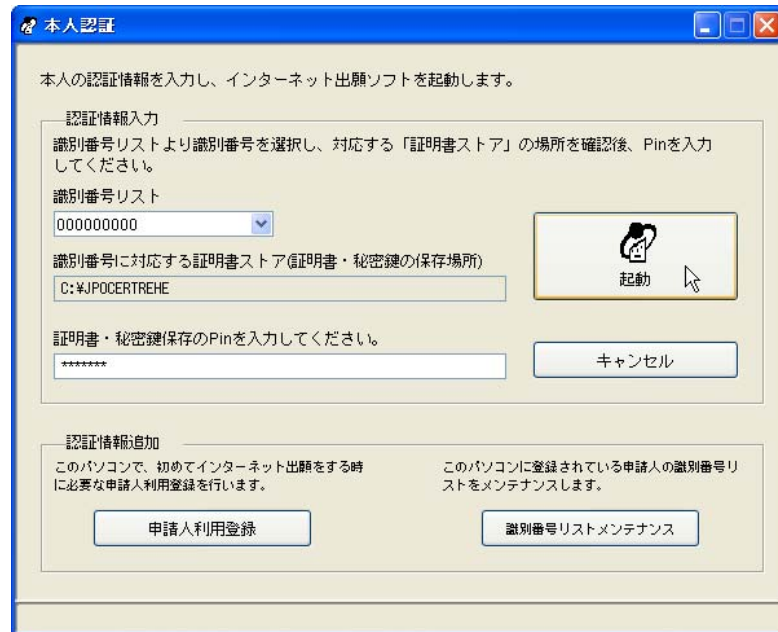 本人認証
本人の認証情報を入力し、インターネット出願ソフトを起動します。
認証情報入力
識別番号リストより識別番号を選択し、対応する「証明書ストア」の場所を確認後、Pinを入力
してください。
識別番号リスト
000000000
識別番号に対応する証明書ストア(証明書・秘密鍵の保存場所)
C:¥JPOCERTREHE
起動
証明書・秘密鍵保存のPinを入力してください。
*******
キャンセル
認証情報追加
このパソコンで、初めてインターネット出願をする時
に必要な申請人利用登録を行います。
申請人利用登録
このパソコンに登録されている申請人の識別番号リ
ストをメンテナンスします。
識別番号リストメンテナンス